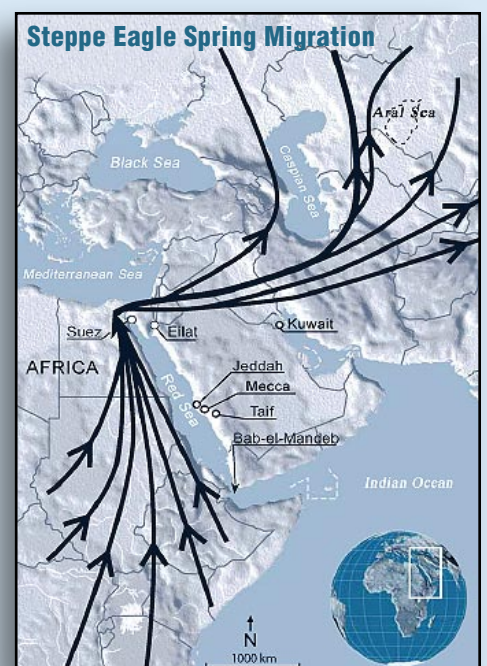 Steppe Eagle Spring Migration
Aral Sea
Black Sea
Caspian Sea
Mediterranean Sea
Suez
Eilat
Kuwait
AFRICA
Jeddah
Mecca
Red Sea
Taif
Bab-el-Mandeb
Indian Ocean
N
1000 km